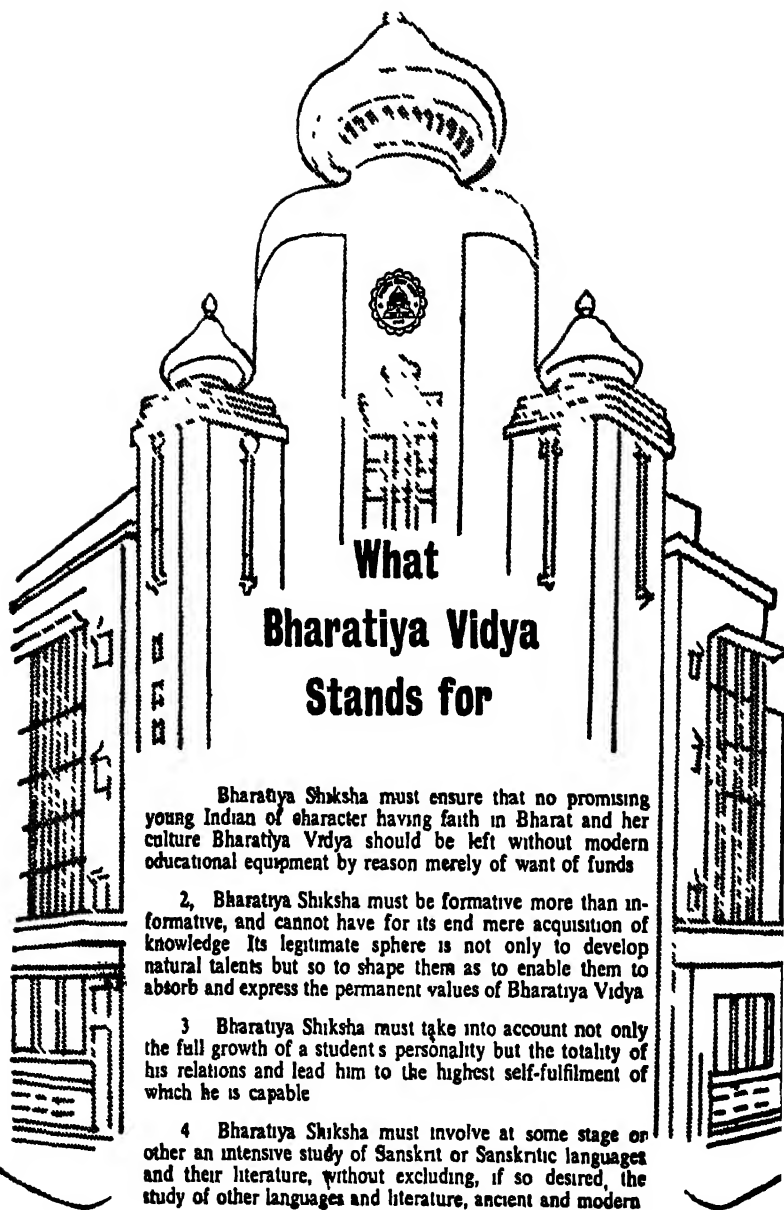 What
Bharatiya Vidya
Stands for
Bharatiya Shiksha must ensure that no promising
young Indian of character having faith in Bharat and her
culture Bharatiya Vidya should be left without modern
educational equipment by reason merely of want of funds
2, Bharatiya Shiksha must be formative more than in-
formative, and cannot have for its end mere acquisition of
knowledge Its legitimate sphere is not only to develop
natural talents but so to shape them as to enable them to
absorb and express the permanent values of Bharatiya Vidya
3 Bharatiya Shiksha must take into account not only
the full growth of a student s personality but the totality of
his relations and lead him to the highest self-fulfilment of
which he is capable
4 Bharatiya Shiksha must involve at some stage or
other an intensive study of Sanskrit or Sanskritic languages
and their literature, without excluding, if so desired, the
study of other languages and literature, ancient and modern